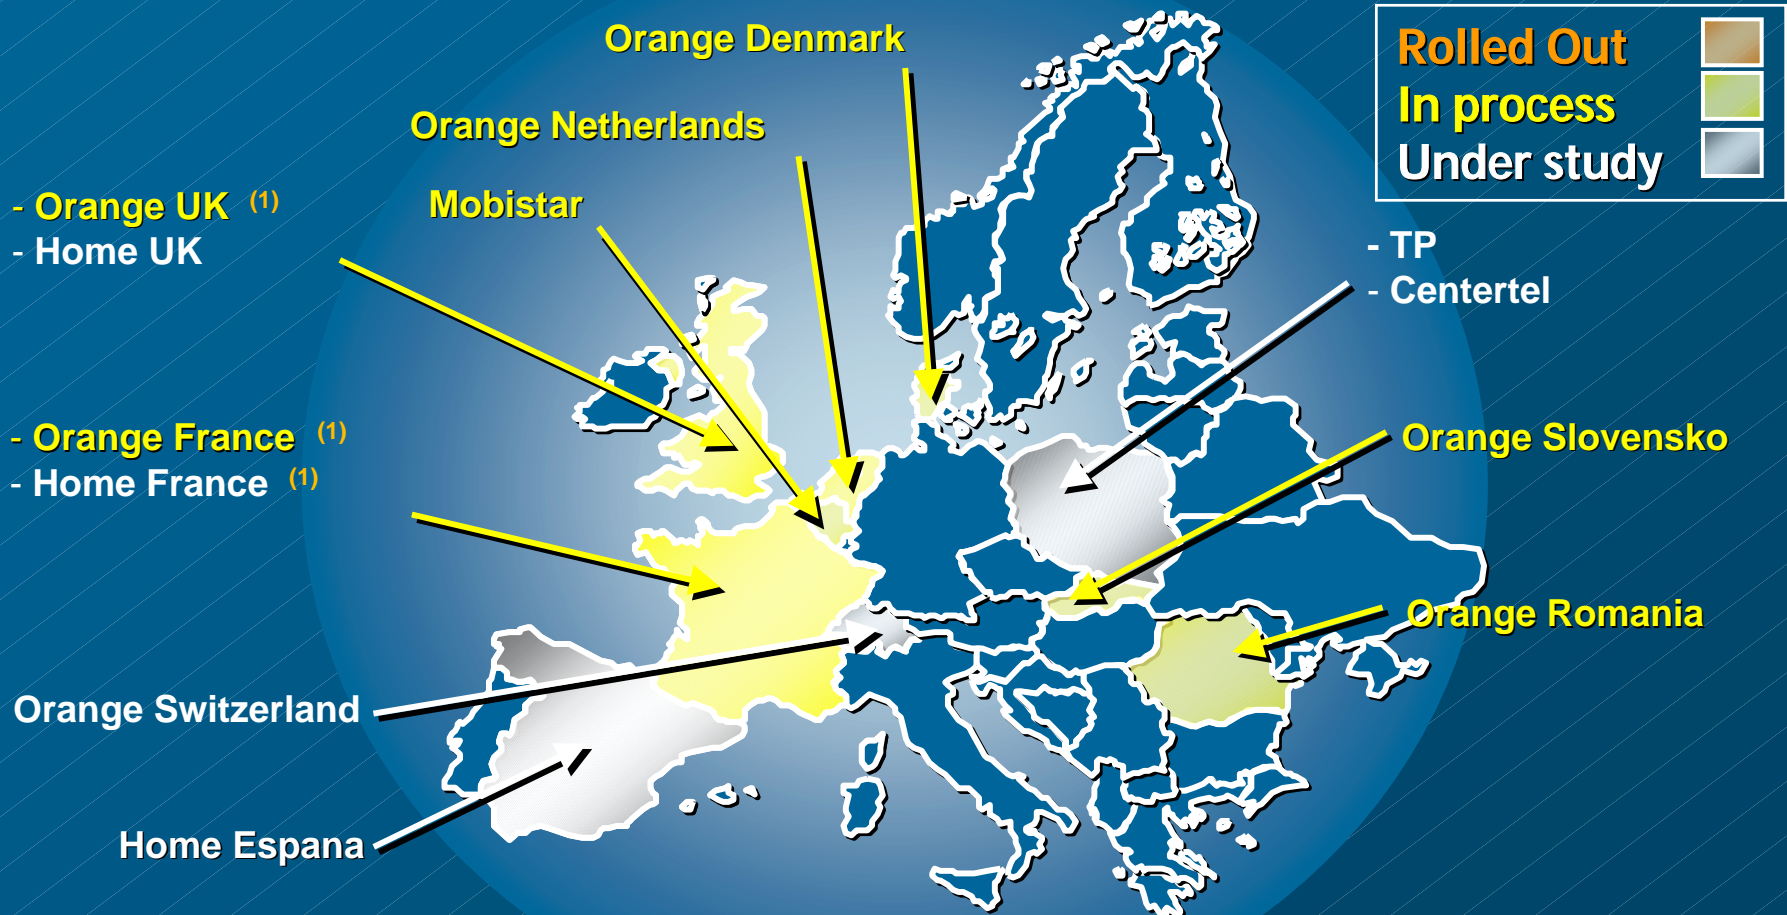 Orange Denmark
Orange Netherlands
Mobistar
- Orange UK (1)
- Home UK
- Orange France (1)
- Home France (1)
Orange Switzerland
Home Espana
Rolled Out
In process
Under study
- TP
- Centertel
Orange Slovensko
Orange Romania